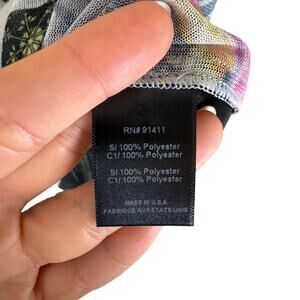 RN# 91411
S/ 100% Polyester
C1/ 100% Polyester
S/ 100% Polyester
C1/ 100% Polyester
MADE IN U.S.A
FABRIQUE AUX ETATS-UNIS